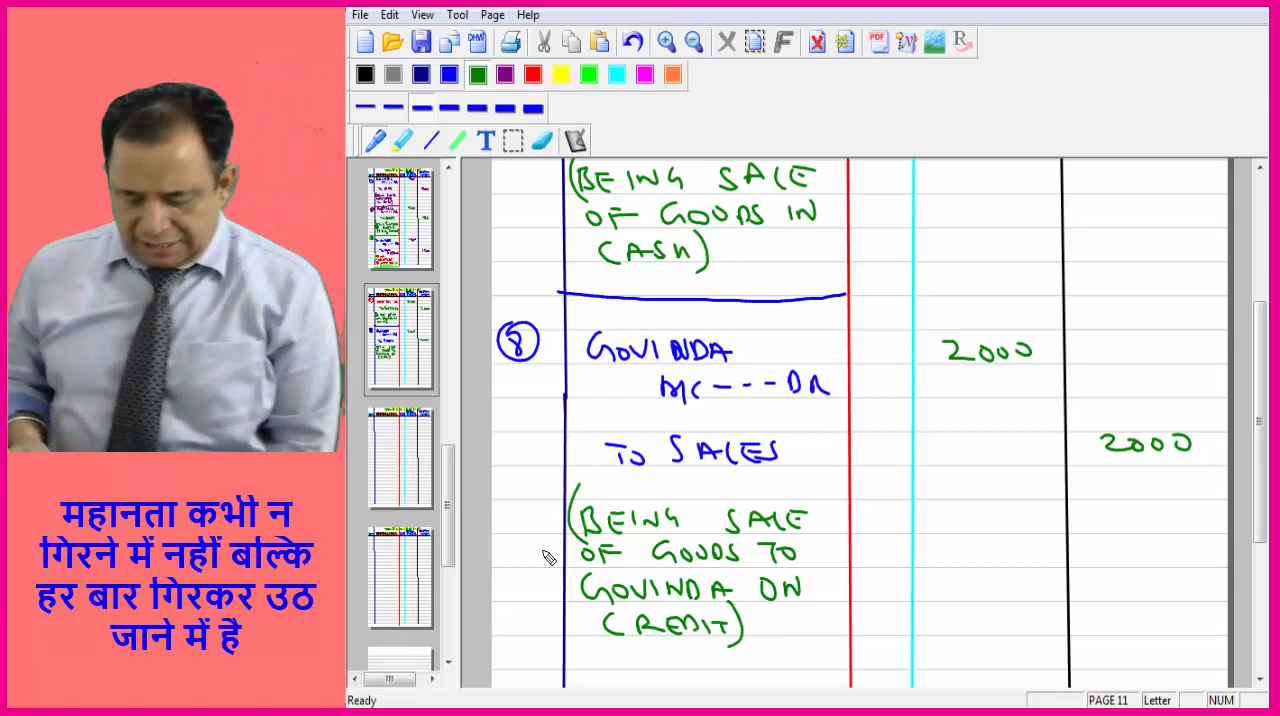 File Edit View Tool Page Help
(BEING SALE
OF GOODS IN
CASH)
8 GOVINDA 2000
A/C - - - DR
TO SALES 2000
(BEING SALE
OF GOODS TO
GOVINDA ON
CREDIT)
महानता कभी न
गिरने में नहीं बल्कि
हर बार गिरकर उठ
जाने में है
Ready PAGE 11 Letter NUM